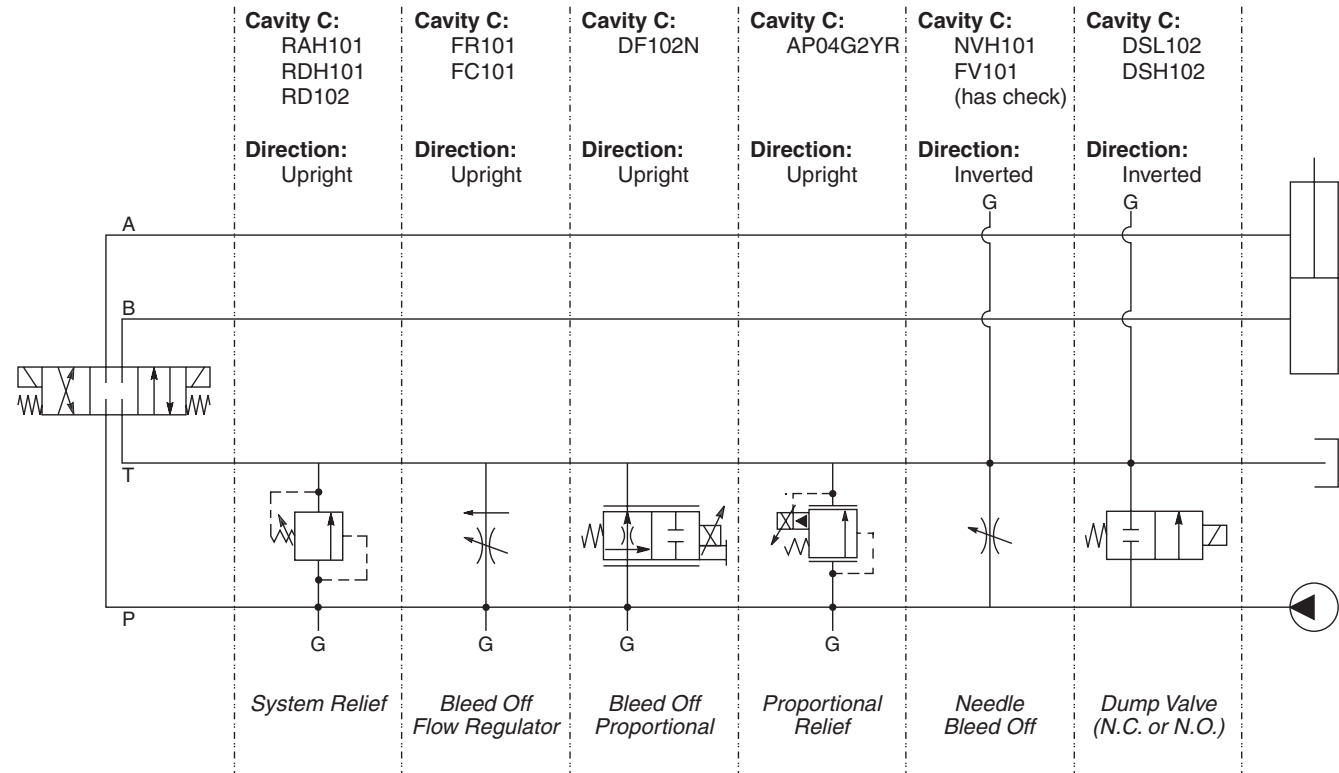 Cavity C:
RAH101
RDH101
RD102
Direction:
Upright
Cavity C:
FR101
FC101
Direction:
Upright
Cavity C:
DF102N
Direction:
Upright
Cavity C:
AP04G2YR
Direction:
Upright
Cavity C:
NVH101
FV101
(has check)
Direction:
Inverted
G
Cavity C:
DSL102
DSH102
Direction:
Inverted
G
A
B
T
P
G
G
G
G
System Relief
Bleed Off
Flow Regulator
Bleed Off
Proportional
Proportional
Relief
Needle
Bleed Off
Dump Valve
(N.C. or N.O.)